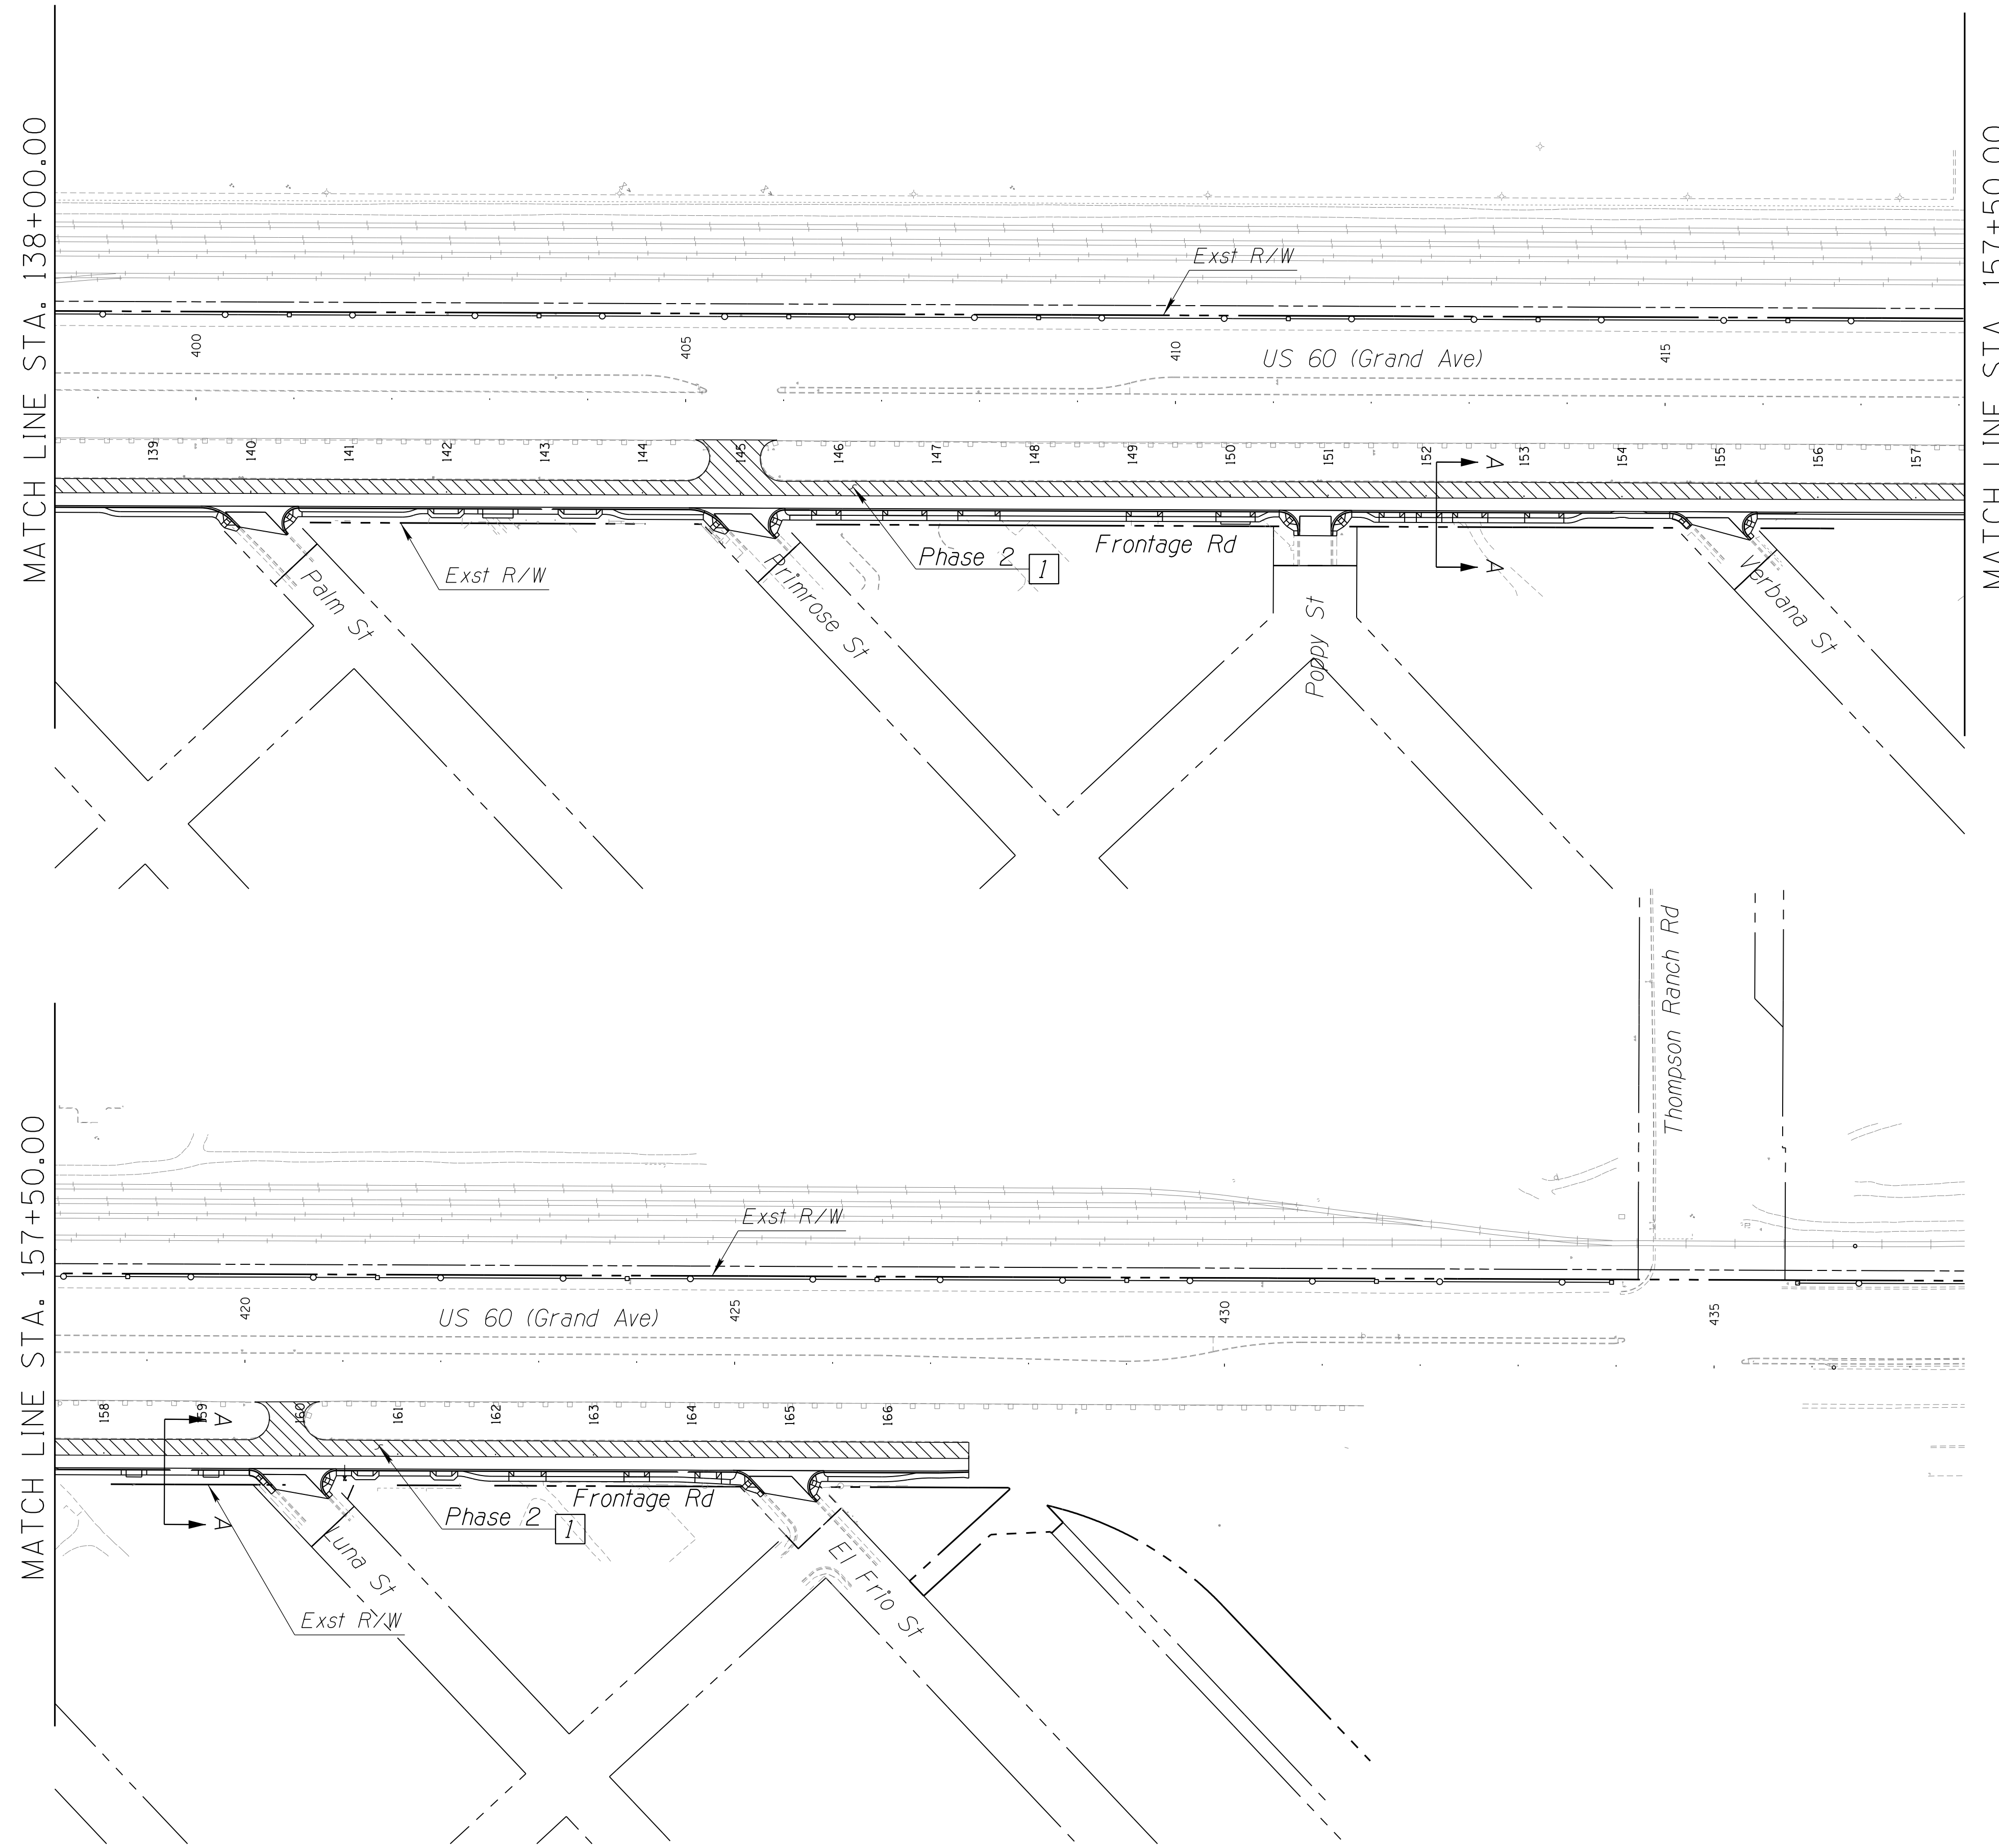 MATCH LINE STA. 138+00.00
MATCH LINE STA. 157+50.00
Exst R/W
400
405
410
415
US 60 (Grand Ave)
139
140
141
142
143
144
145
146
147
148
149
150
151
152
153
154
155
156
157
A
A
Phase 2
1
Frontage Rd
Exst R/W
Palm St
Primrose St
Poppy St
Verbana St
Thompson Ranch Rd
MATCH LINE STA. 157+50.00
Exst R/W
420
425
430
435
US 60 (Grand Ave)
158
159
160
161
162
163
164
165
166
A
A
Phase 2
1
Frontage Rd
Exst R/W
Luna St
El Frio St